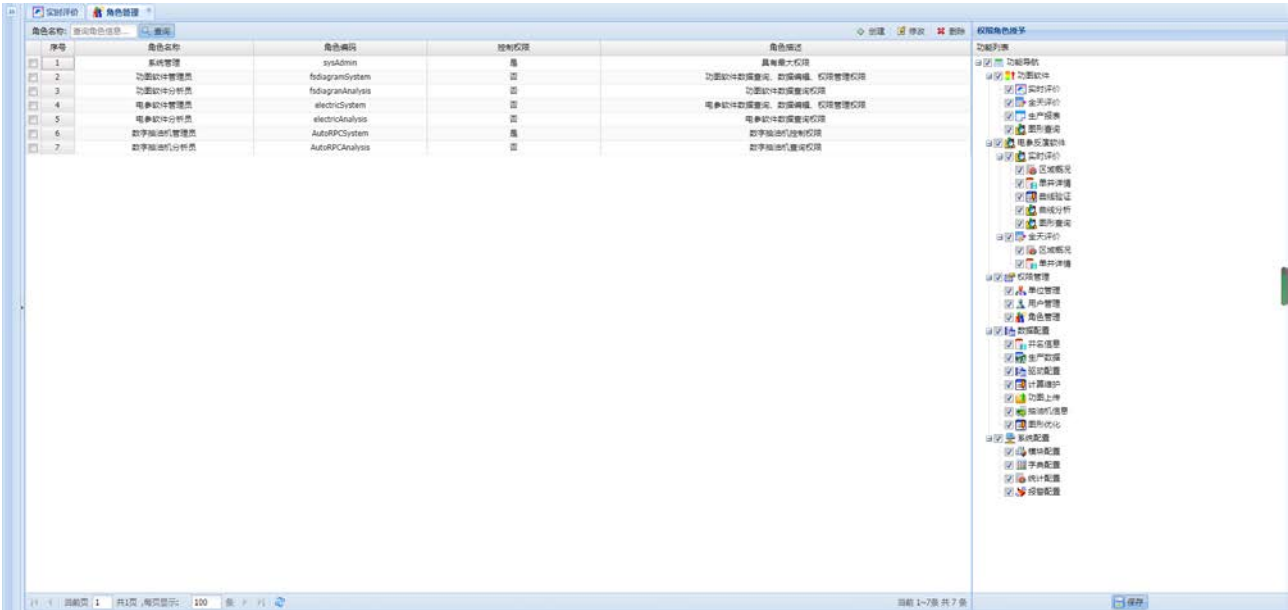 实时评价 角色管理
角色名称: 查询角色信息... 查询 创建 修改 删除
序号 角色名称 角色编码 控制权限 角色描述
1 系统管理 sysAdmin 是 具有最大权限
2 功图软件管理员 fsdiagramSystem 否 功图软件数据查询、数据编辑、权限管理权限
3 功图软件分析员 fsdiagranAnalysis 否 功图软件数据查询权限
4 电参软件管理员 electricSystem 否 电参软件数据查询、数据编辑、权限管理权限
5 电参软件分析员 electricAnalysis 否 电参软件数据查询权限
6 数字抽油机管理员 AutoRPCSystem 是 数字抽油机控制权限
7 数字抽油机分析员 AutoRPCAnalysis 否 数字抽油机查询权限
当前页 1 共1页 ,每页显示: 100 条 当前 1~7条 共 7 条
权限角色授予
功能列表
功能导航
功图软件
实时评价
全天评价
生产报表
图形查询
电参反演软件
实时评价
区域概况
单井详情
曲线验证
曲线分析
图形查询
全天评价
区域概况
单井详情
权限管理
单位管理
用户管理
角色管理
数据配置
井名信息
生产数据
驱动配置
计算维护
功图上传
抽油机信息
图形优化
系统配置
模块配置
字典配置
统计配置
报警配置
保存